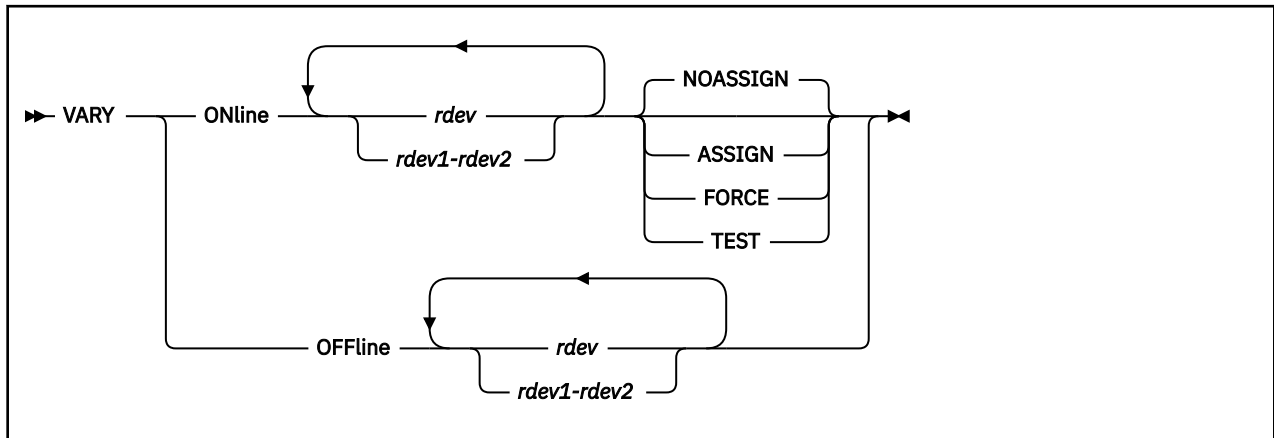 NOASSIGN
VARY ONline rdev
rdev1-rdev2
ASSIGN
FORCE
TEST
OFFline rdev
rdev1-rdev2